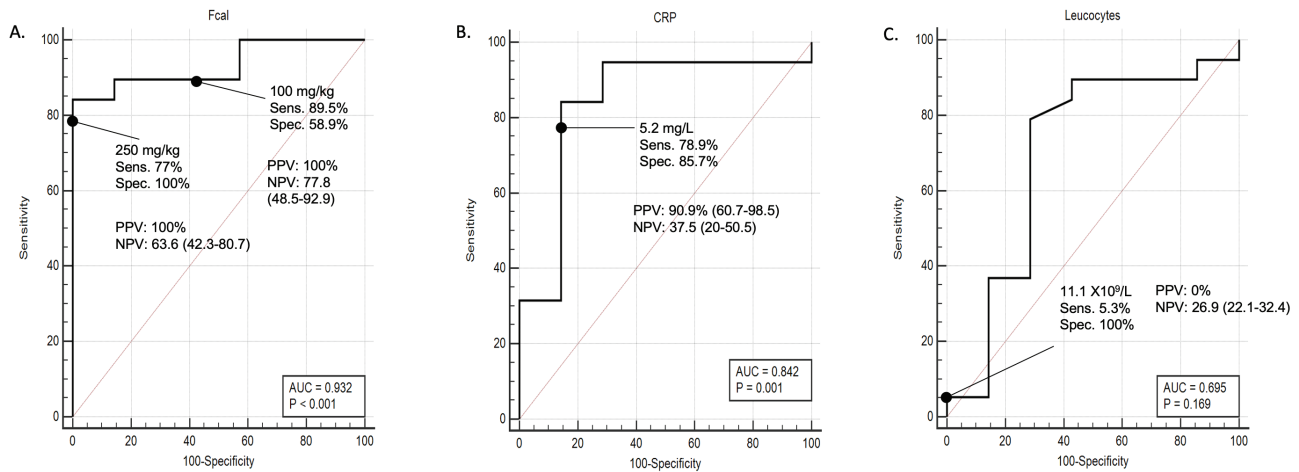 A.
Fcal
100
80
60
40
20
0
Sensitivity
100 mg/kg
Sens. 89.5%
Spec. 58.9%
250 mg/kg
Sens. 77%
Spec. 100%
PPV: 100%
NPV: 77.8
(48.5-92.9)
PPV: 100%
NPV: 63.6 (42.3-80.7)
AUC = 0.932
P < 0.001
0 20 40 60 80 100
100-Specificity
B.
CRP
100
80
60
40
20
0
Sensitivity
5.2 mg/L
Sens. 78.9%
Spec. 85.7%
PPV: 90.9% (60.7-98.5)
NPV: 37.5 (20-50.5)
AUC = 0.842
P = 0.001
0 20 40 60 80 100
100-Specificity
C.
Leucocytes
100
80
60
40
20
0
Sensitivity
11.1 X10⁹/L
Sens. 5.3%
Spec. 100%
PPV: 0%
NPV: 26.9 (22.1-32.4)
AUC = 0.695
P = 0.169
0 20 40 60 80 100
100-Specificity